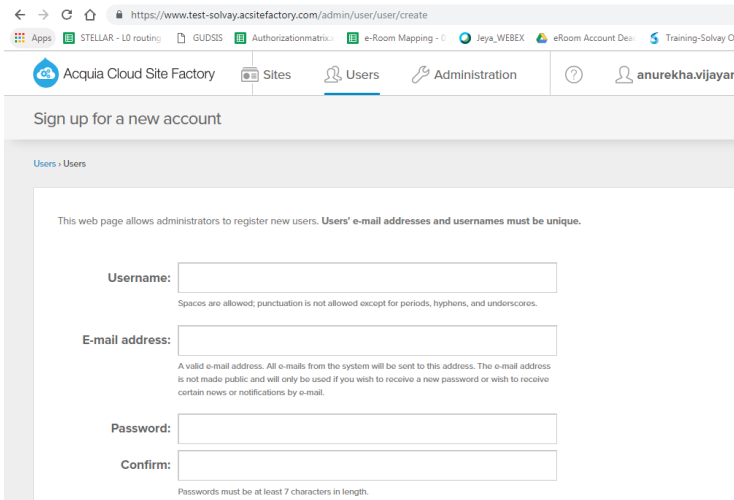 https://www.test-solvay.acsitefactory.com/admin/user/user/create
Apps STELLAR - L0 routing GUDSIS Authorizationmatrix. e-Room Mapping - Jeya_WEBEX eRoom Account Training-Solvay
Acquia Cloud Site Factory Sites Users Administration ? anurekha.vijayar
Sign up for a new account
Users › Users
This web page allows administrators to register new users. Users' e-mail addresses and usernames must be unique.
Username:
Spaces are allowed; punctuation is not allowed except for periods, hyphens, and underscores.
E-mail address:
A valid e-mail address. All e-mails from the system will be sent to this address. The e-mail address
is not made public and will only be used if you wish to receive a new password or wish to receive
certain news or notifications by e-mail.
Password:
Confirm:
Passwords must be at least 7 characters in length.